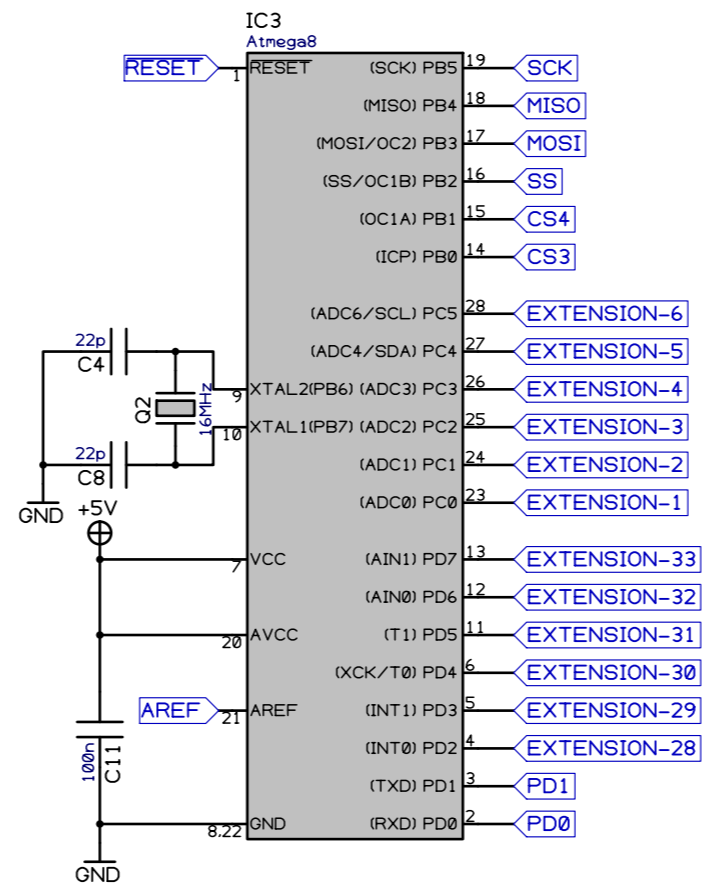 IC3
Atmega8
RESET 1 RESET (SCK) PB5 19 SCK
(MISO) PB4 18 MISO
(MOSI/OC2) PB3 17 MOSI
(SS/OC1B) PB2 16 SS
(OC1A) PB1 15 CS4
(ICP) PB0 14 CS3
(ADC6/SCL) PC5 28 EXTENSION-6
22p
C4
(ADC4/SDA) PC4 27 EXTENSION-5
9 XTAL2(PB6) (ADC3) PC3 26 EXTENSION-4
Q2 16MHz
10 XTAL1(PB7) (ADC2) PC2 25 EXTENSION-3
22p
C8
(ADC1) PC1 24 EXTENSION-2
(ADC0) PC0 23 EXTENSION-1
GND
+5V
7 VCC (AIN1) PD7 13 EXTENSION-33
(AIN0) PD6 12 EXTENSION-32
20 AVCC (T1) PD5 11 EXTENSION-31
(XCK/T0) PD4 6 EXTENSION-30
AREF 21 AREF (INT1) PD3 5 EXTENSION-29
(INT0) PD2 4 EXTENSION-28
100n C11
(TXD) PD1 3 PD1
8,22 GND (RXD) PD0 2 PD0
GND